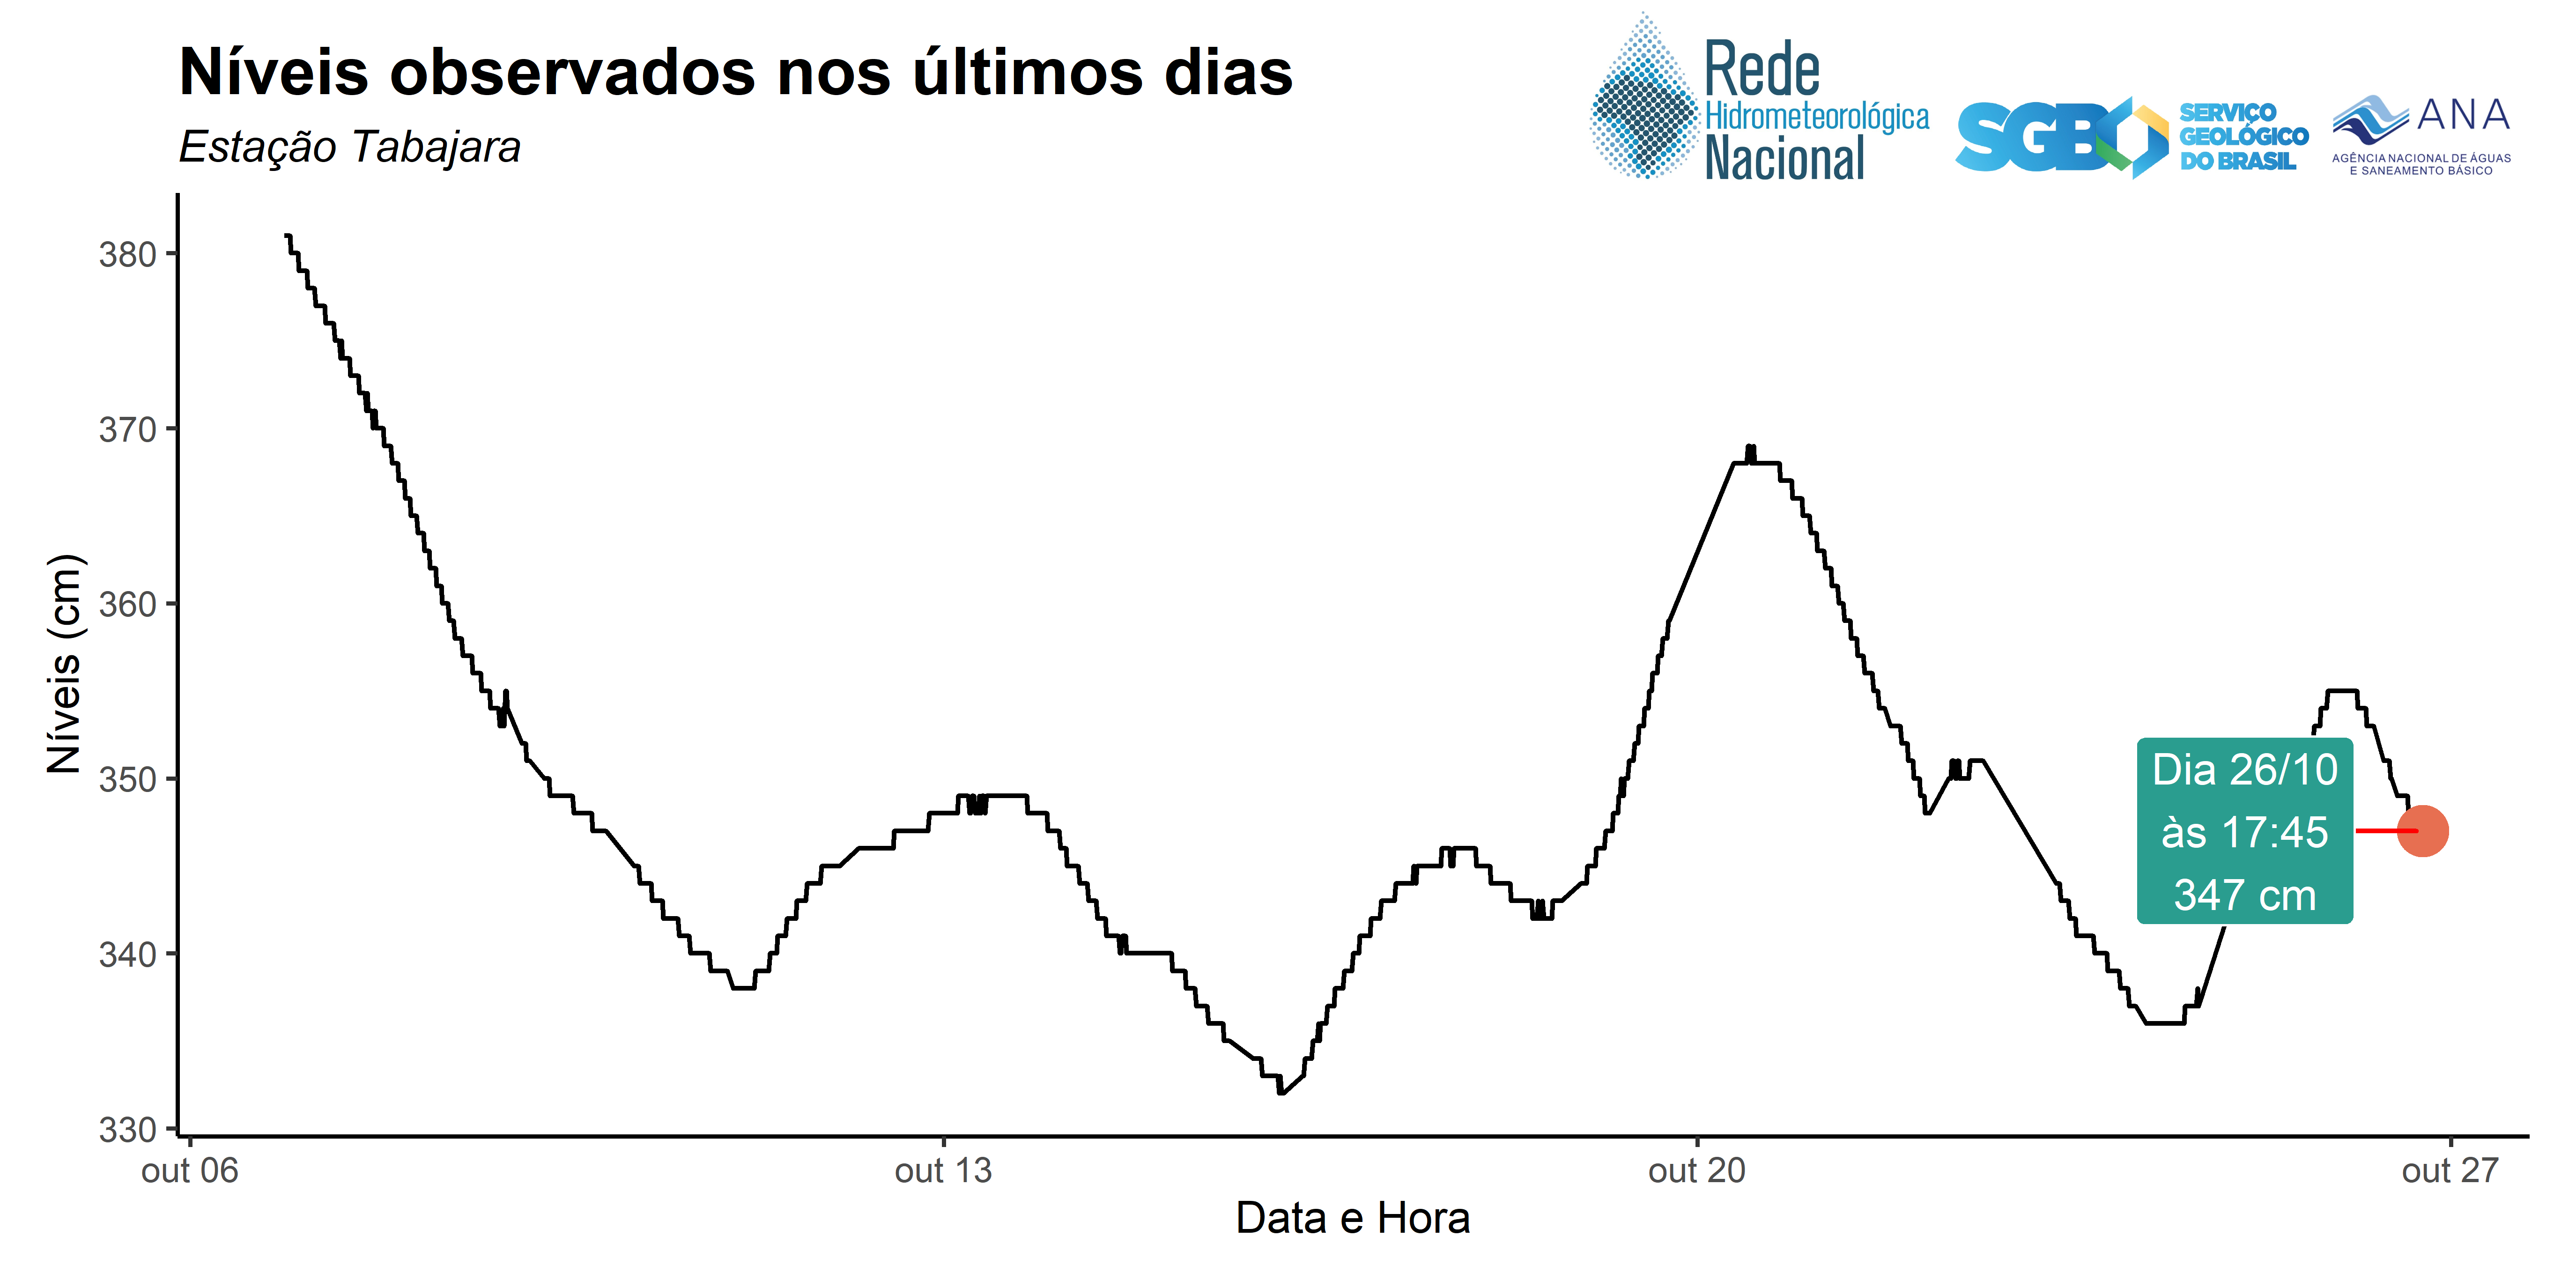 Níveis observados nos últimos dias
Estação Tabajara
Rede
Hidrometeorológica
Nacional
SGB
SERVIÇO
GEOLÓGICO
DO BRASIL
ANA
AGÊNCIA NACIONAL DE ÁGUAS
E SANEAMENTO BÁSICO
Níveis (cm)
380
370
360
350
340
330
Dia 26/10
às 17:45
347 cm
out 06
out 13
out 20
out 27
Data e Hora